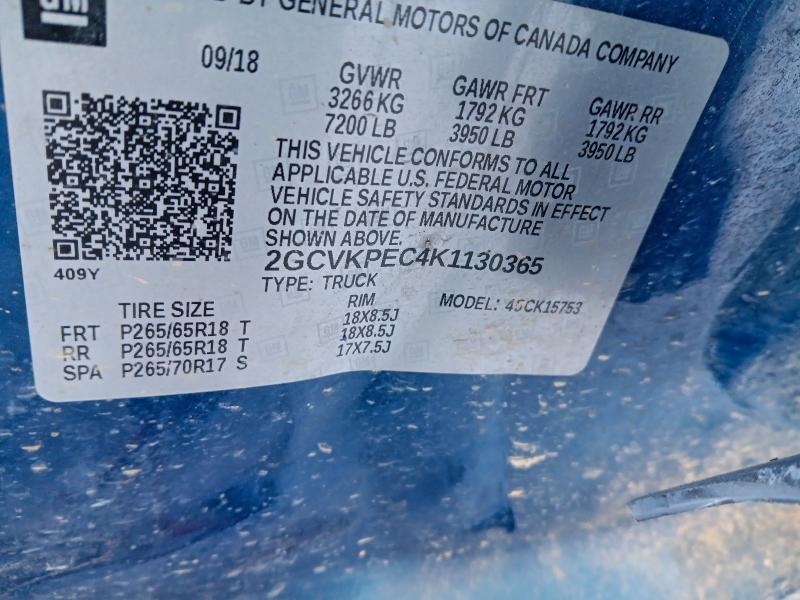 GM
BY GENERAL MOTORS OF CANADA COMPANY
09/18
GVWR GAWR FRT GAWR RR
3266 KG 1792 KG 1792 KG
7200 LB 3950 LB 3950 LB
THIS VEHICLE CONFORMS TO ALL
APPLICABLE U.S. FEDERAL MOTOR
VEHICLE SAFETY STANDARDS IN EFFECT
ON THE DATE OF MANUFACTURE
SHOWN ABOVE.
409Y
2GCVKPEC4K1130365
TYPE: TRUCK MODEL:
TIRE SIZE RIM
FRT P265/65R18 T 18X8.5J
RR P265/65R18 T 18X8.5J
SPA P265/70R17 S 17X7.5J